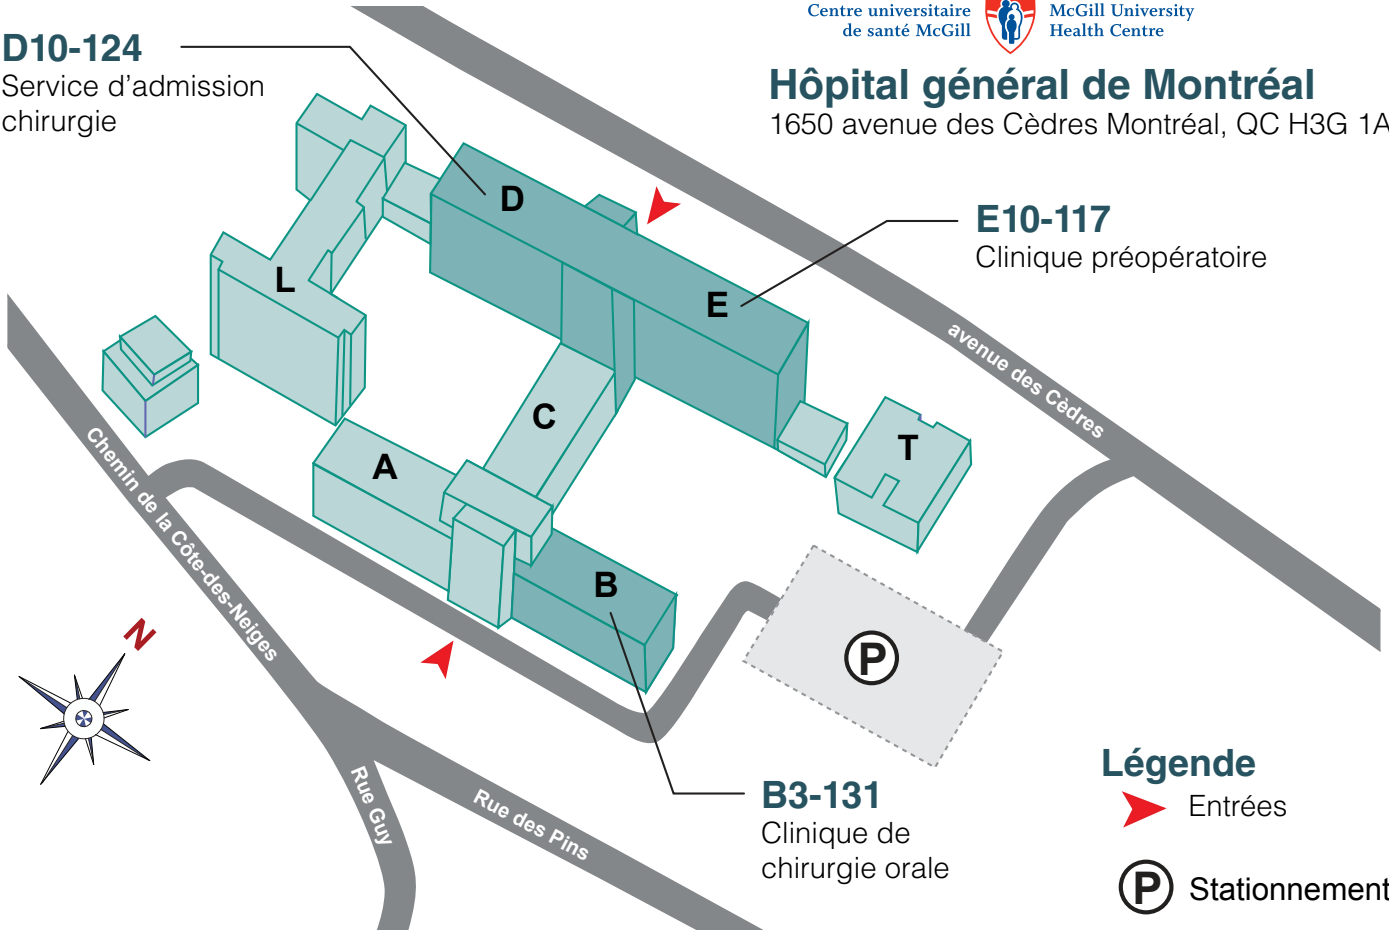 Centre universitaire
de santé McGill
McGill University
Health Centre
Hôpital général de Montréal
1650 avenue des Cèdres Montréal, QC H3G 1A
D10-124
Service d'admission
chirurgie
E10-117
Clinique préopératoire
D
E
L
C
A
T
B
avenue des Cèdres
Chemin de la Côte-des-Neiges
N
P
Rue Guy
Rue des Pins
B3-131
Clinique de
chirurgie orale
Légende
Entrées
P Stationnement